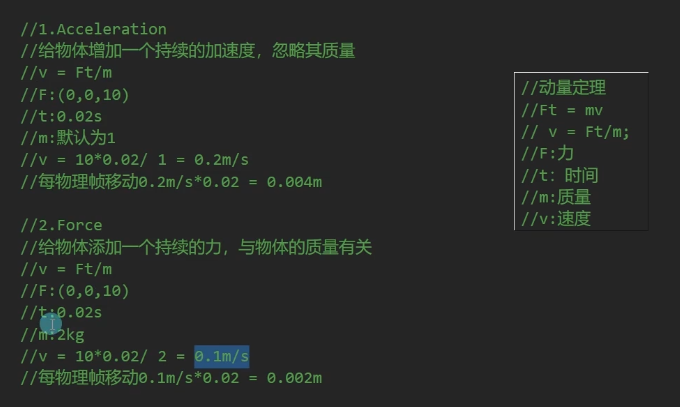 //1.Acceleration
//给物体增加一个持续的加速度，忽略其质量
//v = Ft/m
//F:(0,0,10)
//t:0.02s
//m:默认为1
//v = 10*0.02/ 1 = 0.2m/s
//每物理帧移动0.2m/s*0.02 = 0.004m
//2.Force
//给物体添加一个持续的力，与物体的质量有关
//v = Ft/m
//F:(0,0,10)
//t:0.02s
//m:2kg
//v = 10*0.02/ 2 = 0.1m/s
//每物理帧移动0.1m/s*0.02 = 0.002m
//动量定理
//Ft = mv
// v = Ft/m;
//F:力
//t: 时间
//m:质量
//v:速度